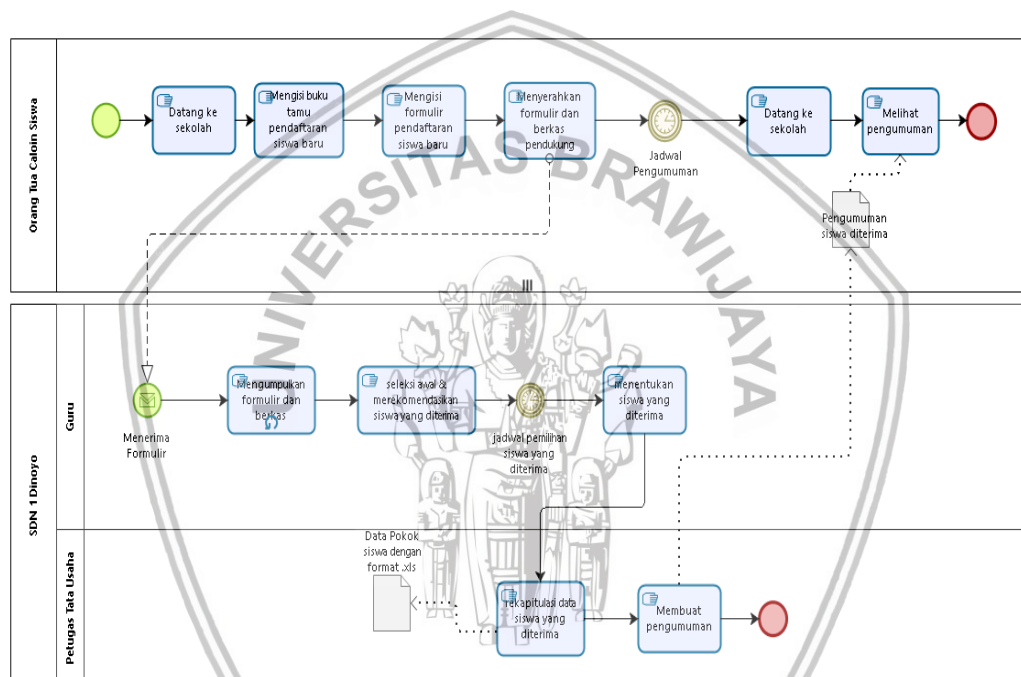 Orang Tua Caloin Siswa
Datang ke
sekolah
Mengisi buku
tamu
pendaftaran
siswa baru
Mengisi
formulir
pendaftaran
siswa baru
Menyerahkan
formulir dan
berkas
pendukung
Jadwal
Pengumuman
Datang ke
sekolah
Melihat
pengumuman
Pengumuman
siswa diterima
UNIVERSITAS BRAWIJAYA
SDN 1 Dinoyo
Guru
Menerima
Formulir
Mengumpulkan
formulir dan
berkas
seleksi awal &
merekomendasikan
siswa yang diterima
jadwal pemilihan
siswa yang
diterima
menentukan
siswa yang
diterima
Petugas Tata Usaha
Data Pokok
siswa dengan
format .xls
rekapitulasi data
siswa yang
diterima
Membuat
pengumuman